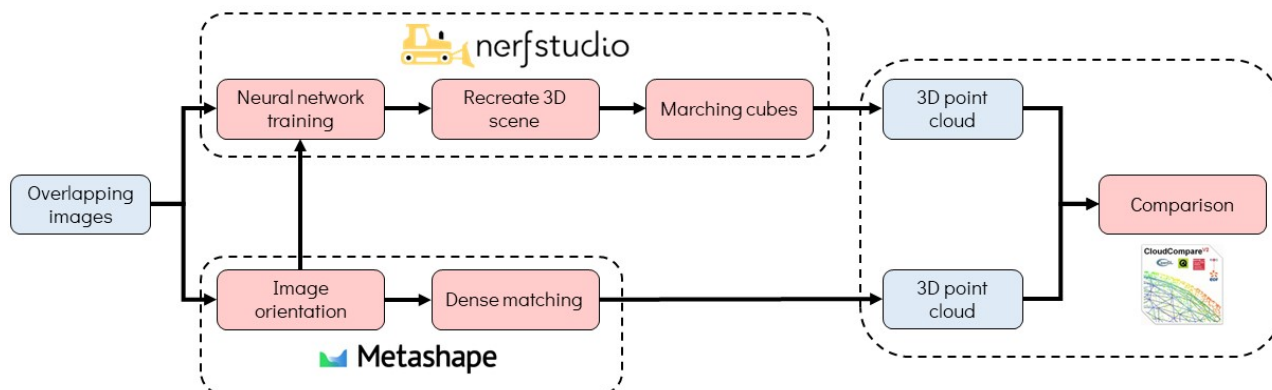 nerfstudio
Neural network
training
Recreate 3D
scene
Marching cubes
3D point
cloud
Overlapping
images
Comparison
CloudCompare V2
Image
orientation
Dense matching
3D point
cloud
Metashape